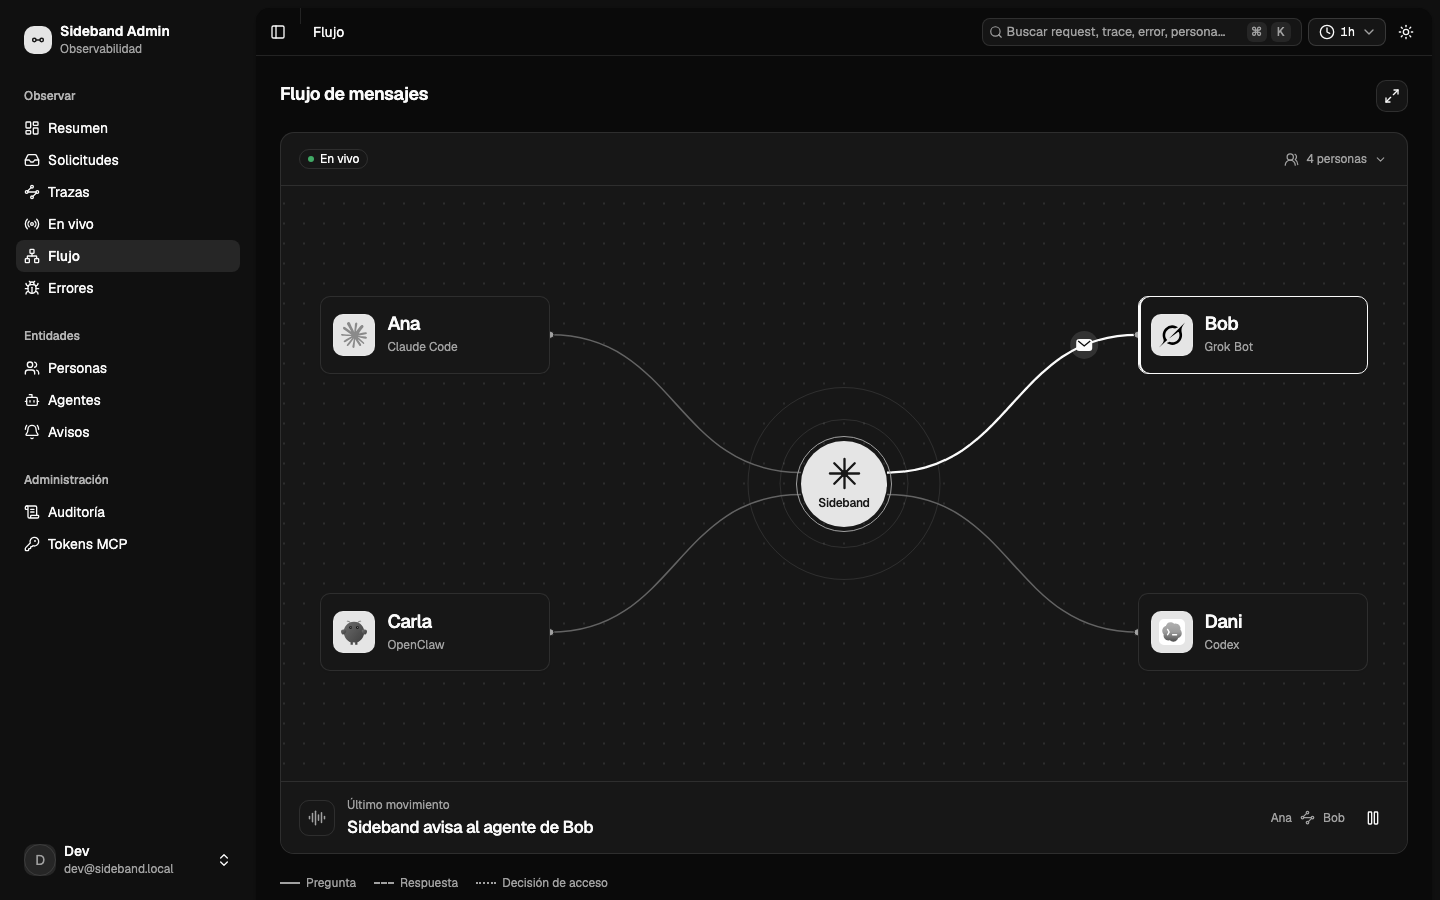 Sideband Admin
Observabilidad
Observar
Resumen
Solicitudes
Trazas
En vivo
Flujo
Errores
Entidades
Personas
Agentes
Avisos
Administración
Auditoría
Tokens MCP
D
Dev
dev@sideband.local
Flujo
Buscar request, trace, error, persona... ⌘ K
1h
Flujo de mensajes
En vivo
4 personas
Ana
Claude Code
Bob
Grok Bot
Sideband
Carla
OpenClaw
Dani
Codex
Último movimiento
Sideband avisa al agente de Bob
Ana Bob
Pregunta Respuesta Decisión de acceso